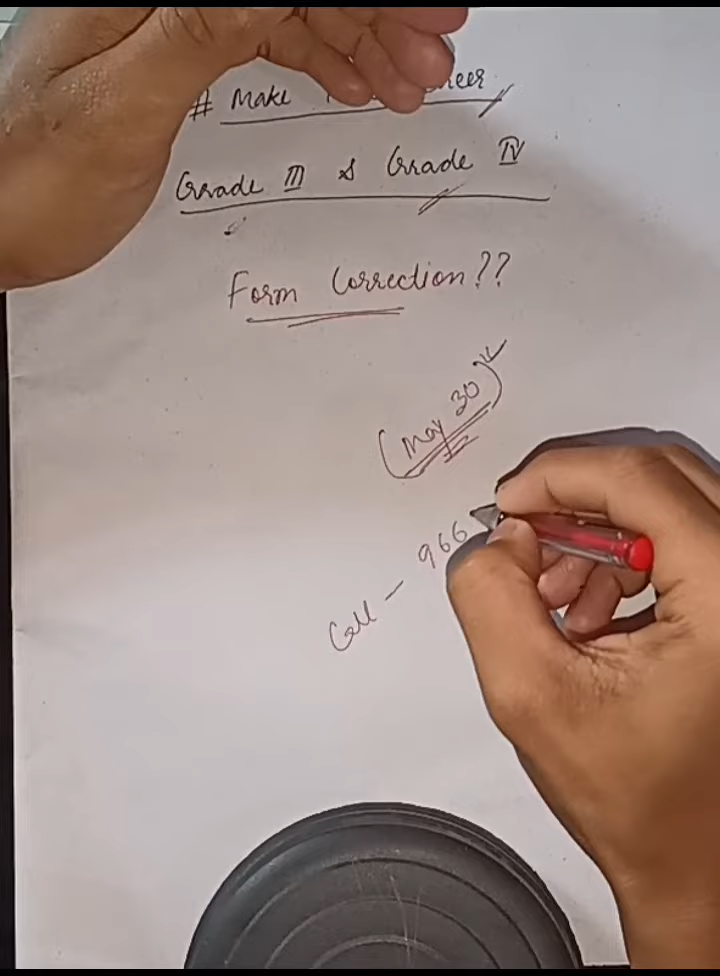 # Make
Grade III & Grade IV
Form Correction??
(May 30)
Call - 966